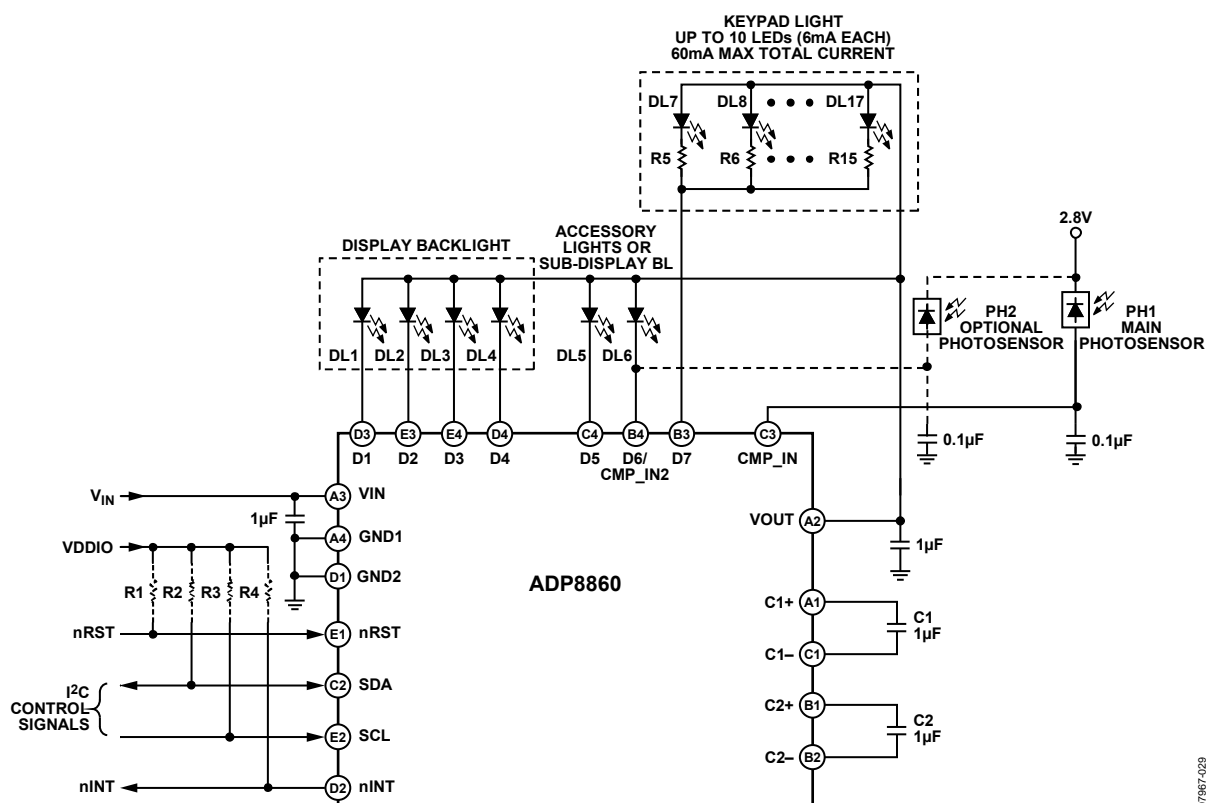 KEYPAD LIGHT
UP TO 10 LEDs (6mA EACH)
60mA MAX TOTAL CURRENT
DL7
DL8
DL17
R5
R6
R15
2.8V
DISPLAY BACKLIGHT
ACCESSORY
LIGHTS OR
SUB-DISPLAY BL
PH2
OPTIONAL
PHOTOSENSOR
PH1
MAIN
PHOTOSENSOR
DL1
DL2
DL3
DL4
DL5
DL6
D3
E3
E4
D4
C4
B4
B3
C3
D1
D2
D3
D4
D5
D6/
CMP_IN2
D7
CMP_IN
0.1µF
0.1µF
VIN
A3
VIN
1µF
A4
GND1
D1
GND2
VDDIO
R1
R2
R3
R4
ADP8860
VOUT
A2
1µF
C1+
A1
C1
1µF
C1–
C1
nRST
E1
nRST
I2C
CONTROL
SIGNALS
C2
SDA
E2
SCL
C2+
B1
C2
1µF
C2–
B2
nINT
D2
nINT
07967-029